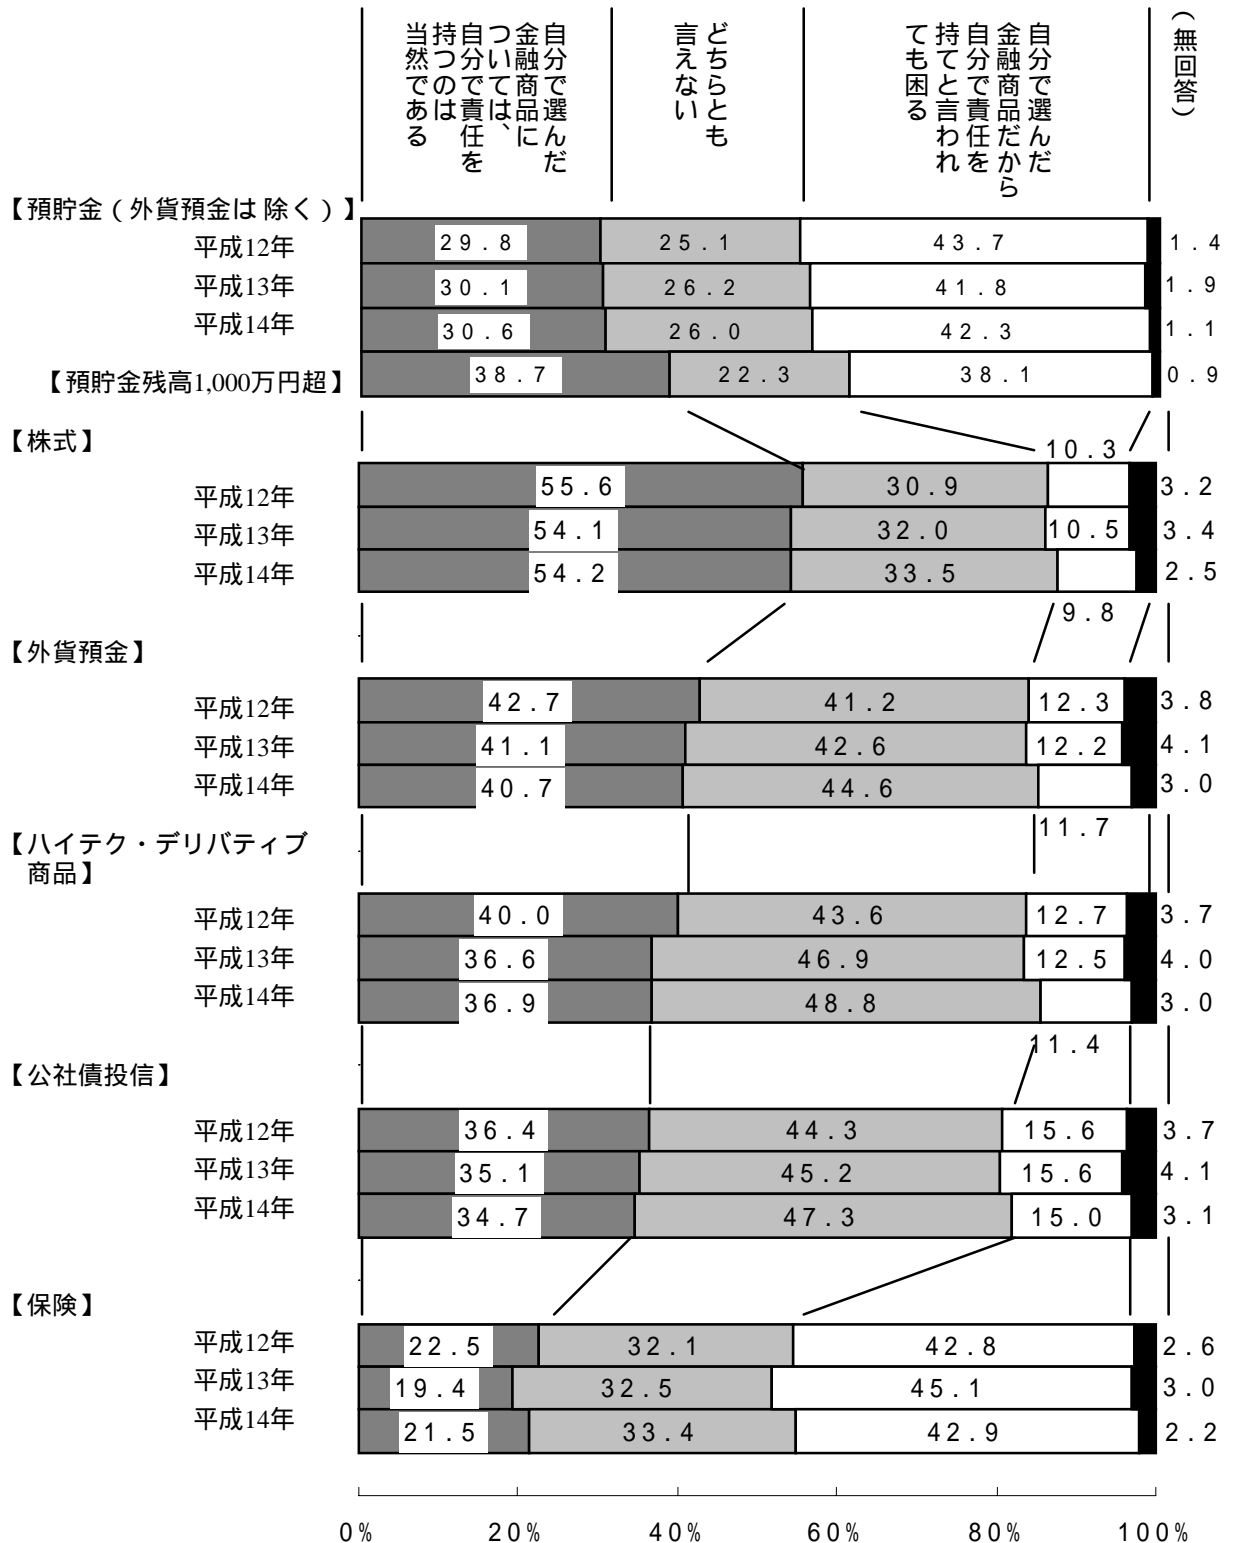 自分で選んだ
金融商品に
ついては、
自分で責任を
持つのは
当然である
どちらとも
言えない
自分で選んだ
金融商品だから
自分で責任を
持てと言われ
ても困る
(無回答)
【預貯金(外貨預金は除く)】
平成12年 29.8 25.1 43.7 1.4
平成13年 30.1 26.2 41.8 1.9
平成14年 30.6 26.0 42.3 1.1
【預貯金残高1,000万円超】 38.7 22.3 38.1 0.9
【株式】
10.3
平成12年 55.6 30.9 3.2
平成13年 54.1 32.0 10.5 3.4
平成14年 54.2 33.5 2.5
9.8
【外貨預金】
平成12年 42.7 41.2 12.3 3.8
平成13年 41.1 42.6 12.2 4.1
平成14年 40.7 44.6 3.0
11.7
【ハイテク・デリバティブ
商品】
平成12年 40.0 43.6 12.7 3.7
平成13年 36.6 46.9 12.5 4.0
平成14年 36.9 48.8 3.0
11.4
【公社債投信】
平成12年 36.4 44.3 15.6 3.7
平成13年 35.1 45.2 15.6 4.1
平成14年 34.7 47.3 15.0 3.1
【保険】
平成12年 22.5 32.1 42.8 2.6
平成13年 19.4 32.5 45.1 3.0
平成14年 21.5 33.4 42.9 2.2
0% 20% 40% 60% 80% 100%